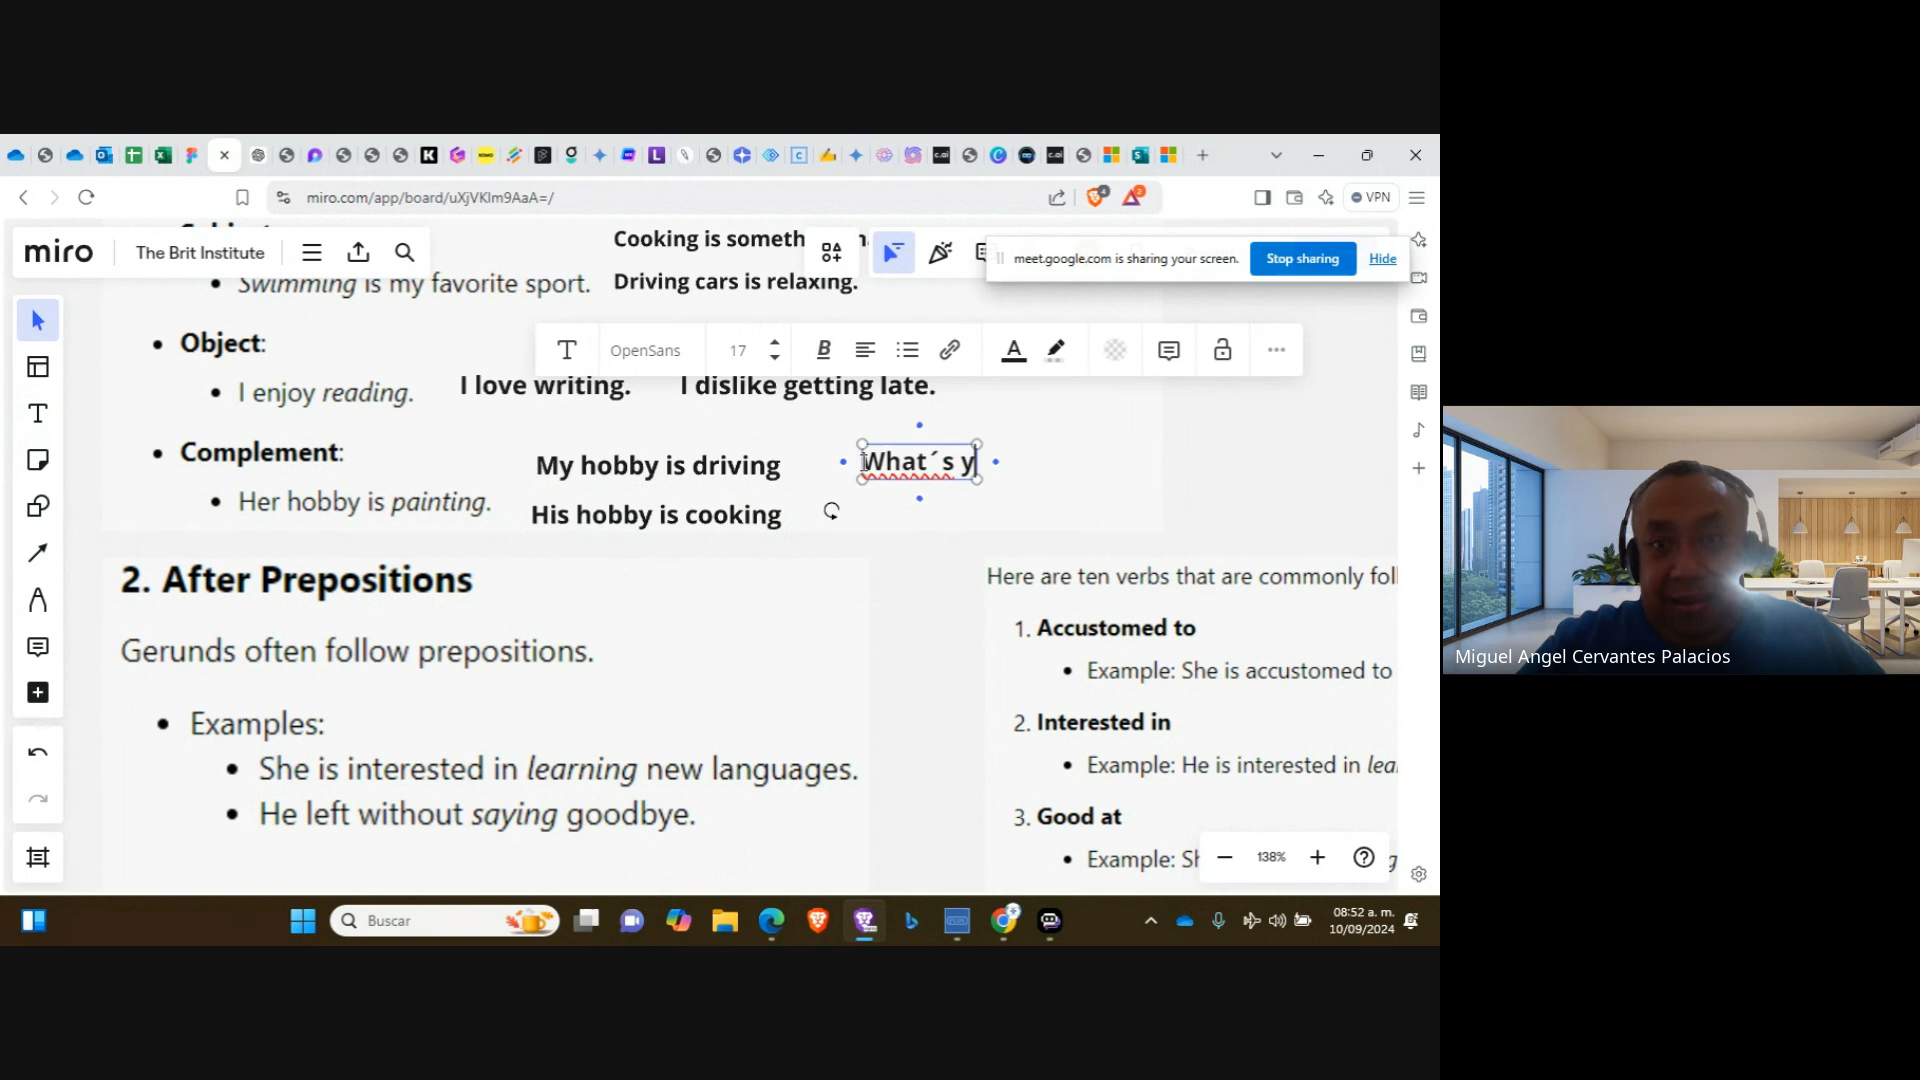 miro.com/app/board/uXjVKlm9AaA=/
VPN
miro
The Brit Institute
meet.google.com is sharing your screen.
Stop sharing
Hide
Cooking is someth
Swimming is my favorite sport.
Driving cars is relaxing.
OpenSans
17
Object:
I enjoy reading.
I love writing.
I dislike getting late.
Complement:
Her hobby is painting.
My hobby is driving
His hobby is cooking
What´s y
2. After Prepositions
Gerunds often follow prepositions.
Examples:
She is interested in learning new languages.
He left without saying goodbye.
Here are ten verbs that are commonly fol
1. Accustomed to
Example: She is accustomed to
2. Interested in
Example: He is interested in lea
3. Good at
Example: Sh
138%
Buscar
08:52 a. m.
10/09/2024
Miguel Angel Cervantes Palacios